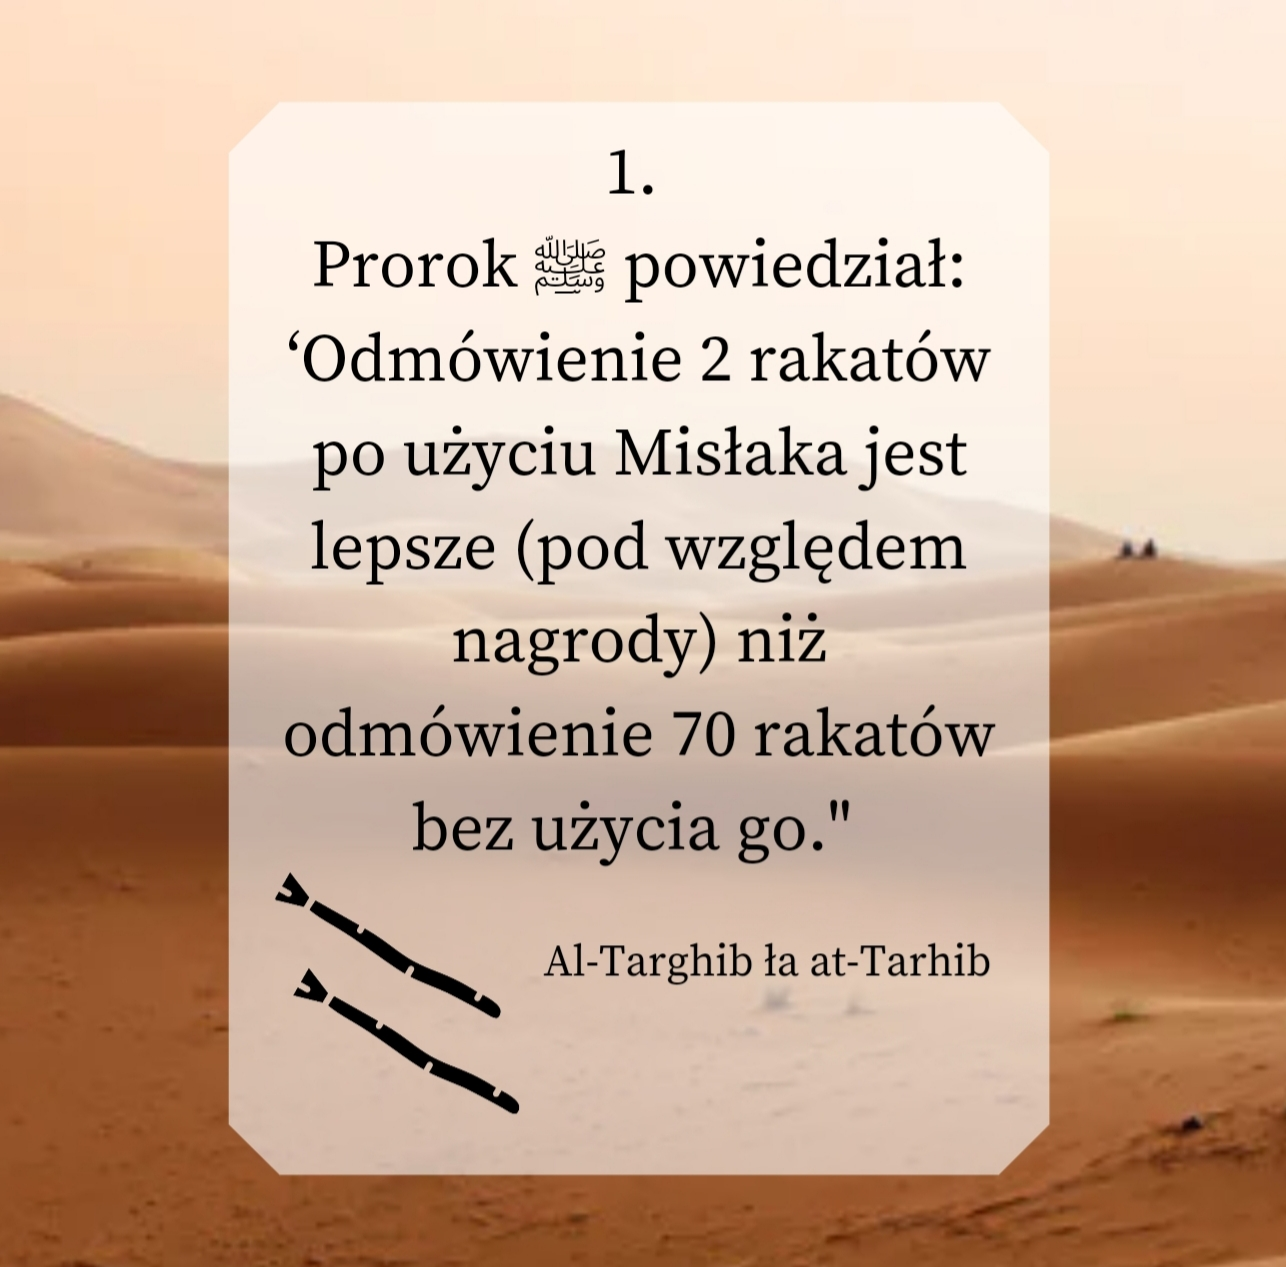 1.
Prorok ﷺ powiedział:
‘Odmówienie 2 rakatów
po użyciu Misłaka jest
lepsze (pod względem
nagrody) niż
odmówienie 70 rakatów
bez użycia go."
Al-Targhib ła at-Tarhib